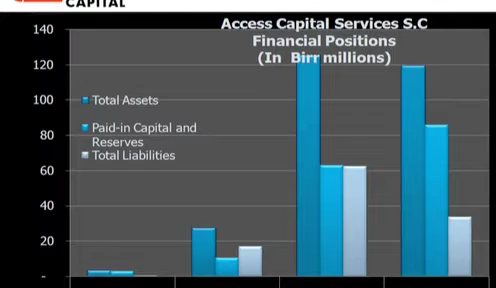 CAPITAL
Access Capital Services S.C
Financial Positions
(In Birr millions)
140
120
100
80
60
40
20
-
Total Assets
Paid-in Capital and
Reserves
Total Liabilities